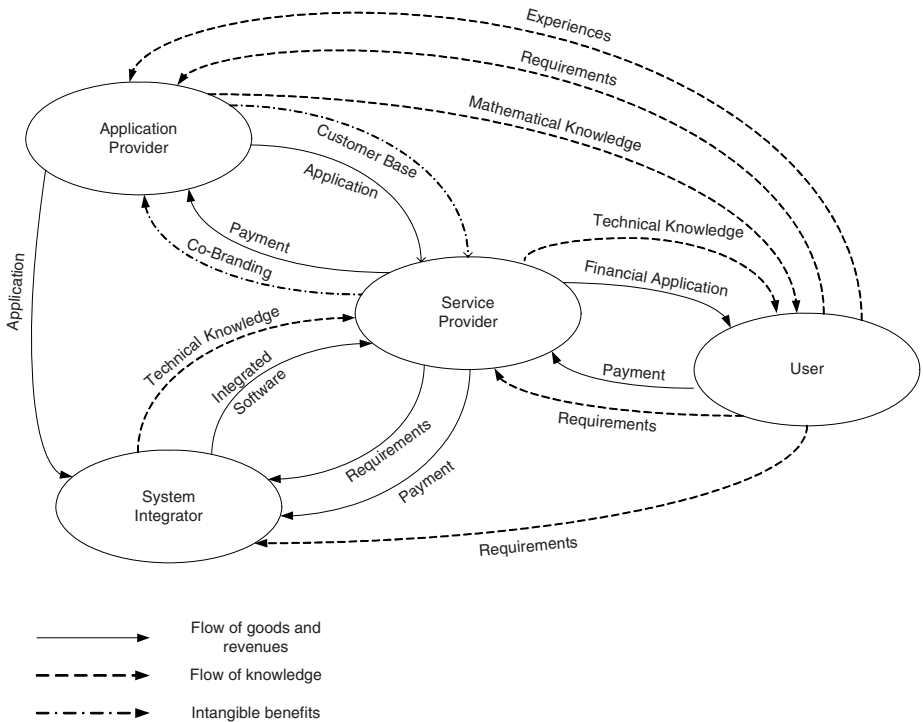 Experiences
Requirements
Mathematical Knowledge
Application
Provider
Customer Base
Application
Payment
Co-Branding
Technical Knowledge
Financial Application
Application
Service
Provider
Technical Knowledge
Integrated
Software
Payment
User
Requirements
Requirements
Payment
System
Integrator
Requirements
Flow of goods and
revenues
Flow of knowledge
Intangible benefits